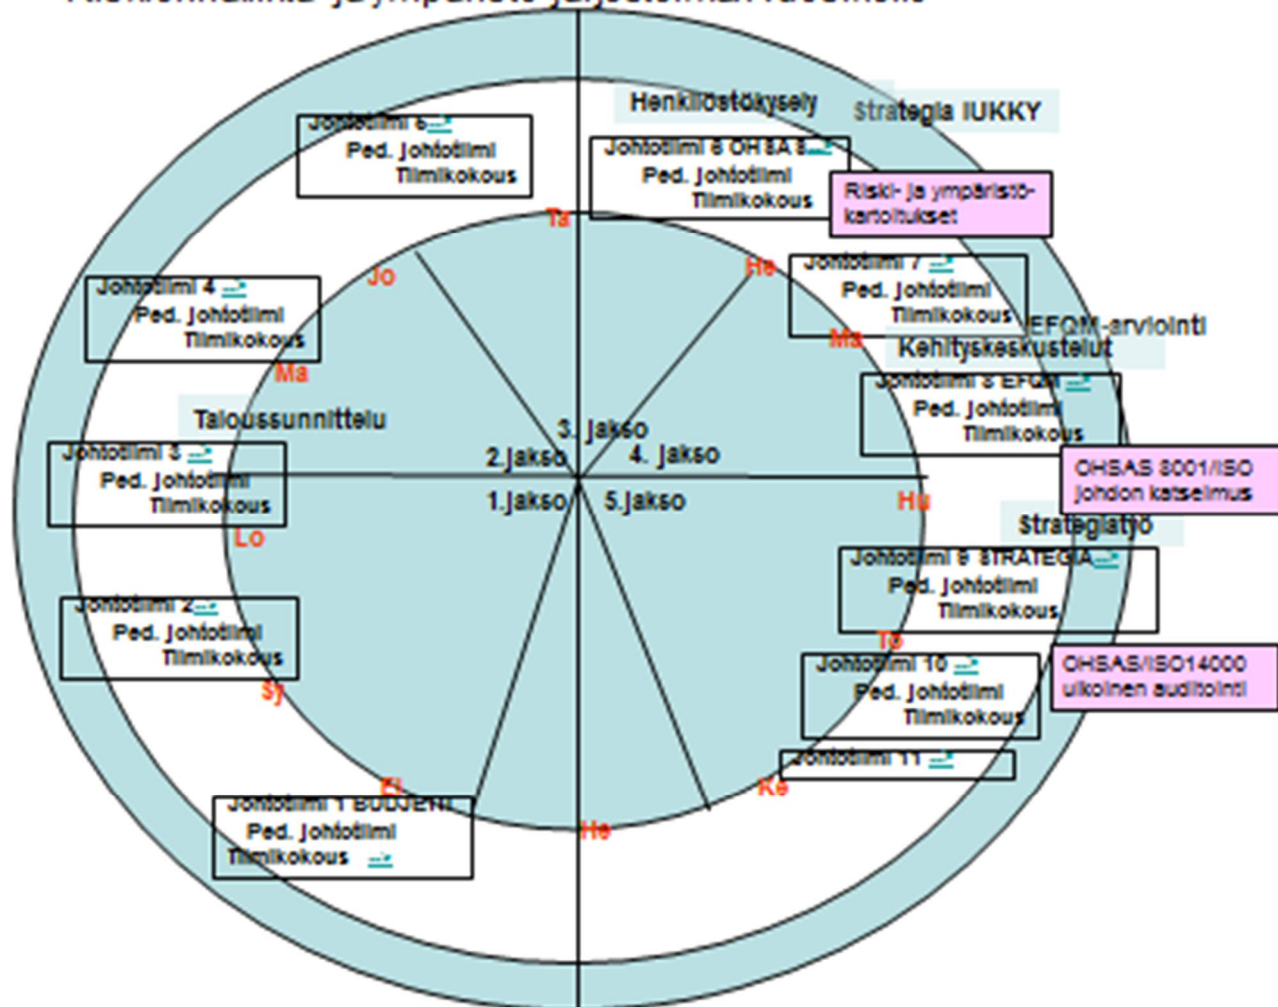 Henkilöstökysely
Strategia IUKKY
Johtotiimi 5
Ped. Johtotiimi
Tiimikokous
Johtotiimi 6 OHSAS
Ped. Johtotiimi
Tiimikokous
Riski- ja ympäristö-
kartoitukset
Ta
Jo
He
Johtotiimi 7
Ped. Johtotiimi
Tiimikokous
Johtotiimi 4
Ped. Johtotiimi
Tiimikokous
Ma
Ma
EFQM-arviointi
Kehityskeskustelut
Johtotiimi 8 EFQM
Ped. Johtotiimi
Tiimikokous
Taloussunnittelu
3. Jakso
2.Jakso
4. Jakso
Johtotiimi 3
Ped. Johtotiimi
Tiimikokous
OHSAS 8001/ISO
johdon katselmus
1.Jakso
5.Jakso
Hu
Lo
Strategiatyö
Johtotiimi 9 STRATEGIA
Ped. Johtotiimi
Tiimikokous
Johtotiimi 2
Ped. Johtotiimi
Tiimikokous
To
Sy
Johtotiimi 10
Ped. Johtotiimi
Tiimikokous
OHSAS/ISO14000
ulkoinen auditointi
Johtotiimi 11
Ke
El
Johtotiimi 1 BUDJETTI
Ped. Johtotiimi
Tiimikokous
He